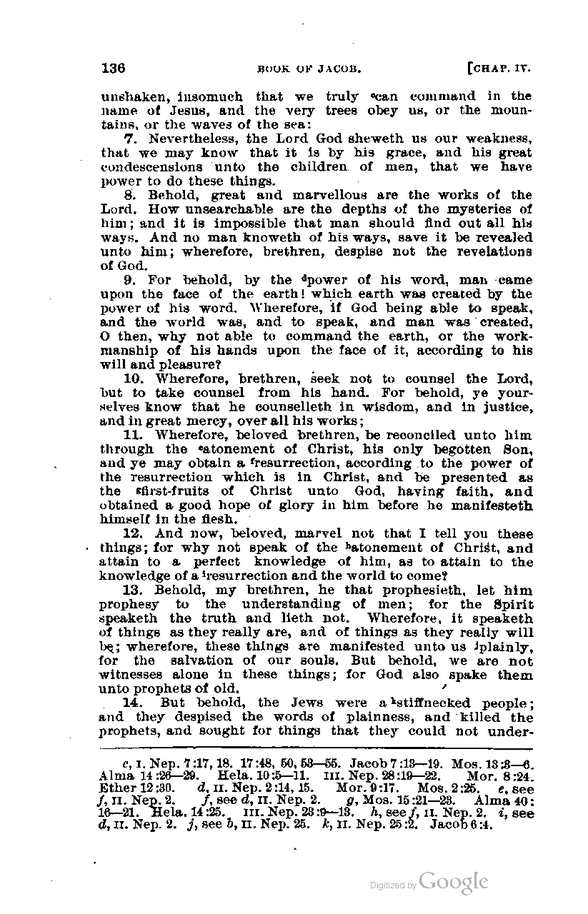 136 BOOK OF JACOB. [CHAP. IV.
unshaken, insomuch that we truly ᶜcan command in the
name of Jesus, and the very trees obey us, or the moun-
tains, or the waves of the sea:
7. Nevertheless, the Lord God sheweth us our weakness,
that we may know that it is by his grace, and his great
condescensions unto the children of men, that we have
power to do these things.
8. Behold, great and marvellous are the works of the
Lord. How unsearchable are the depths of the mysteries of
him; and it is impossible that man should find out all his
ways. And no man knoweth of his ways, save it be revealed
unto him; wherefore, brethren, despise not the revelations
of God.
9. For behold, by the ᵈpower of his word, man came
upon the face of the earth! which earth was created by the
power of his word. Wherefore, if God being able to speak,
and the world was, and to speak, and man was created,
O then, why not able to command the earth, or the work-
manship of his hands upon the face of it, according to his
will and pleasure?
10. Wherefore, brethren, seek not to counsel the Lord,
but to take counsel from his hand. For behold, ye your-
selves know that he counselleth in wisdom, and in justice,
and in great mercy, over all his works;
11. Wherefore, beloved brethren, be reconciled unto him
through the ᵉatonement of Christ, his only begotten Son,
and ye may obtain a ᶠresurrection, according to the power of
the resurrection which is in Christ, and be presented as
the ᵍfirst-fruits of Christ unto God, having faith, and
obtained a good hope of glory in him before he manifesteth
himself in the flesh.
12. And now, beloved, marvel not that I tell you these
things; for why not speak of the ʰatonement of Christ, and
attain to a perfect knowledge of him, as to attain to the
knowledge of a ⁱresurrection and the world to come?
13. Behold, my brethren, he that prophesieth, let him
prophesy to the understanding of men; for the Spirit
speaketh the truth and lieth not. Wherefore, it speaketh
of things as they really are, and of things as they really will
be; wherefore, these things are manifested unto us ʲplainly,
for the salvation of our souls. But behold, we are not
witnesses alone in these things; for God also spake them
unto prophets of old.
14. But behold, the Jews were a ᵏstiffnecked people;
and they despised the words of plainness, and killed the
prophets, and sought for things that they could not under-
c, I. Nep. 7:17, 18. 17:48, 50, 53—55. Jacob 7:13—19. Mos. 13:3—6.
Alma 14:26—29. Hela. 10:5—11. III. Nep. 28:19—22. Mor. 8:24.
Ether 12:30. d, II. Nep. 2:14, 15. Mor. 9:17. Mos. 2:25. e, see
f, II. Nep. 2. f, see d, II. Nep. 2. g, Mos. 15:21—23. Alma 40:
16—21. Hela. 14:25. III. Nep. 23:9—13. h, see f, II. Nep. 2. i, see
d, II. Nep. 2. j, see b, II. Nep. 25. k, II. Nep. 25:2. Jacob 6:4.
Digitized by Google